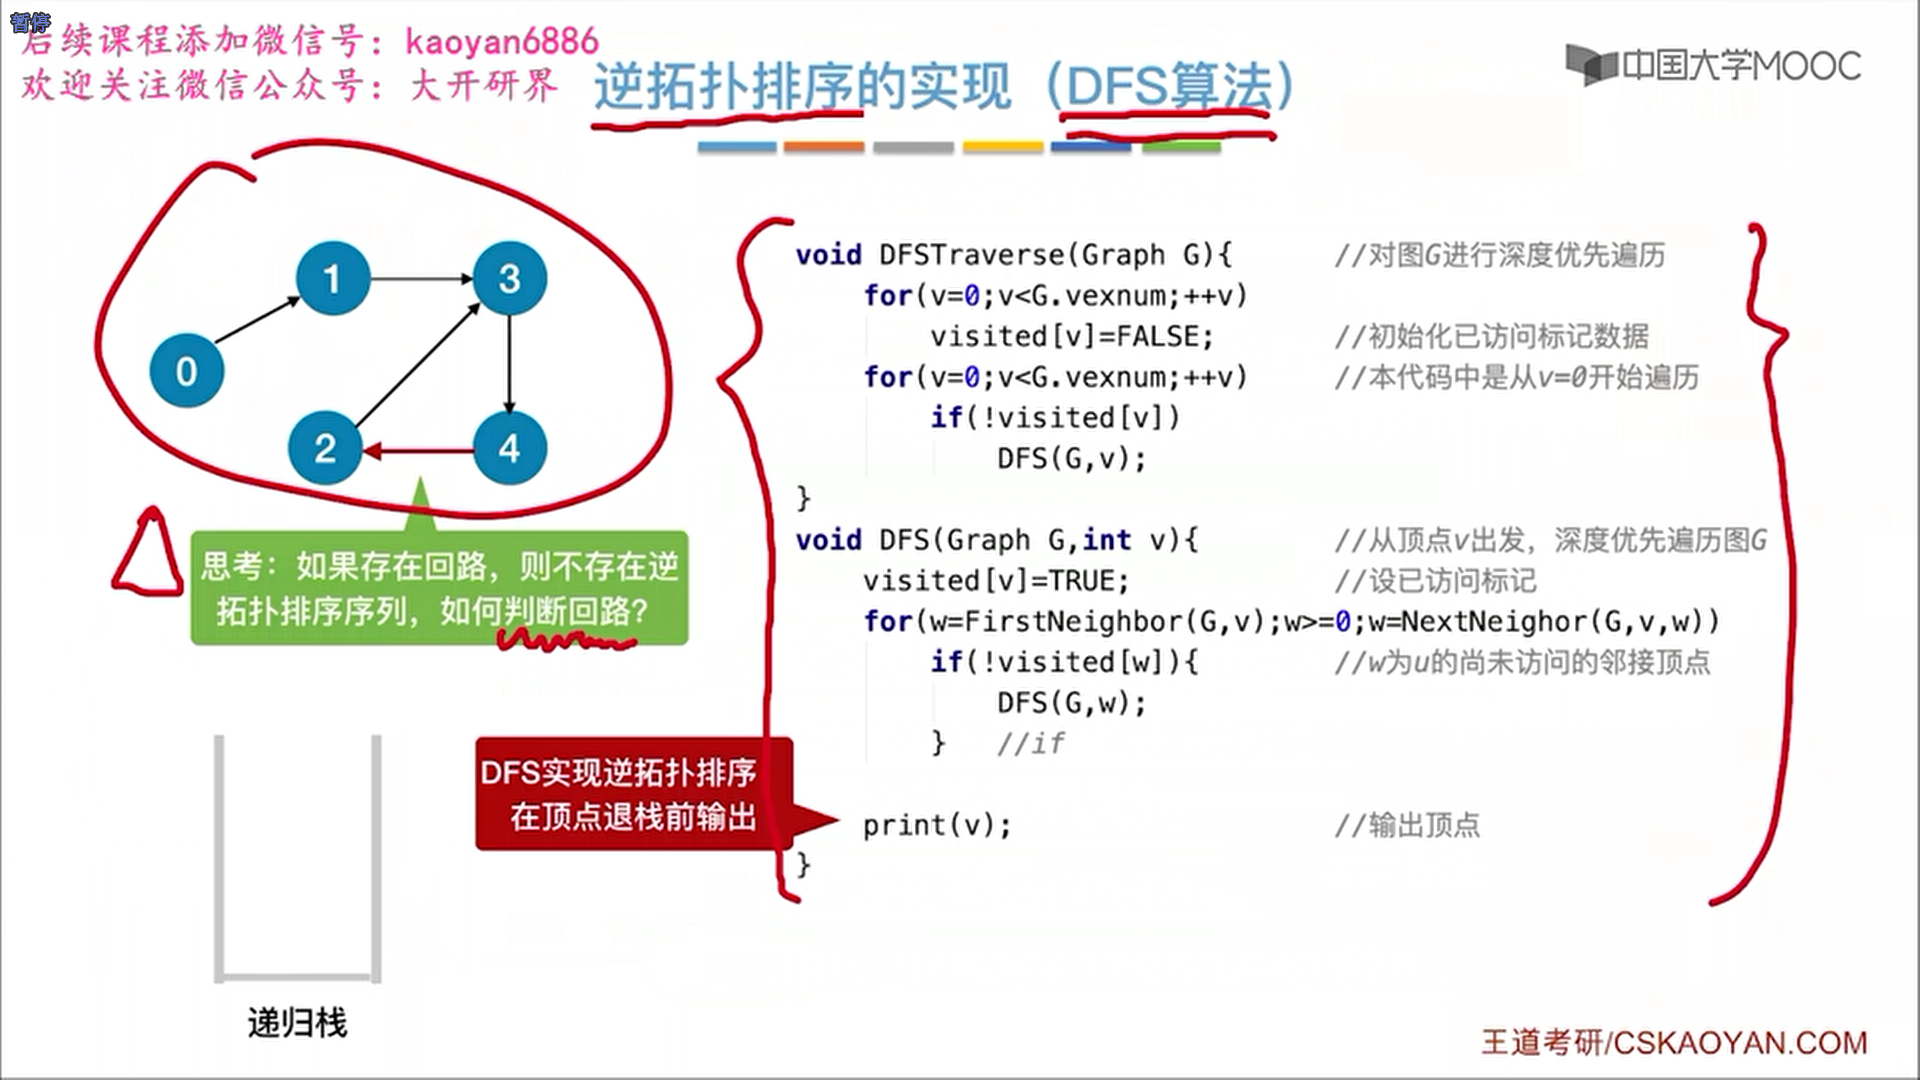 暂停
后续课程添加微信号：kaoyan6886
欢迎关注微信公众号：大开研界
逆拓扑排序的实现（DFS算法）
中国大学MOOC
0
1
3
2
4
思考：如果存在回路，则不存在逆
拓扑排序序列，如何判断回路？
递归栈
DFS实现逆拓扑排序
在顶点退栈前输出
void DFSTraverse(Graph G){ //对图G进行深度优先遍历
for(v=0;v<G.vexnum;++v)
visited[v]=FALSE; //初始化已访问标记数据
for(v=0;v<G.vexnum;++v) //本代码中是从v=0开始遍历
if(!visited[v])
DFS(G,v);
}
void DFS(Graph G,int v){ //从顶点v出发，深度优先遍历图G
visited[v]=TRUE; //设已访问标记
for(w=FirstNeighbor(G,v);w>=0;w=NextNeighor(G,v,w))
if(!visited[w]){ //w为u的尚未访问的邻接顶点
DFS(G,w);
} //if
print(v); //输出顶点
}
王道考研/CSKAOYAN.COM